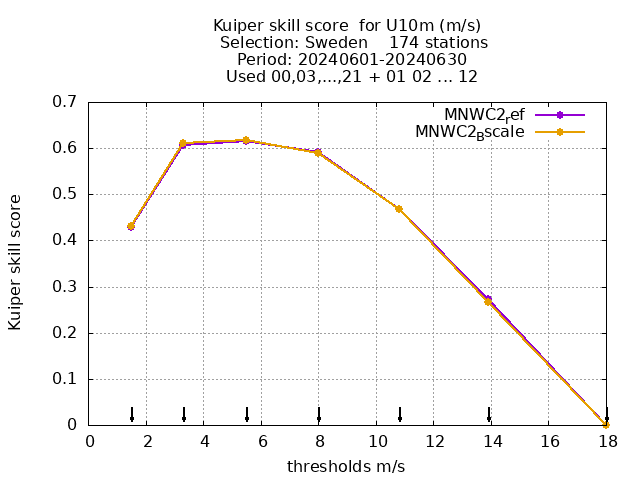 Kuiper skill score  for U10m (m/s)
Selection: Sweden    174 stations
Period: 20240601-20240630
Used 00,03,...,21 + 01 02 ... 12
MNWC2ref
MNWC2Bscale
Kuiper skill score
0.7
0.6
0.5
0.4
0.3
0.2
0.1
0
0 2 4 6 8 10 12 14 16 18
thresholds m/s